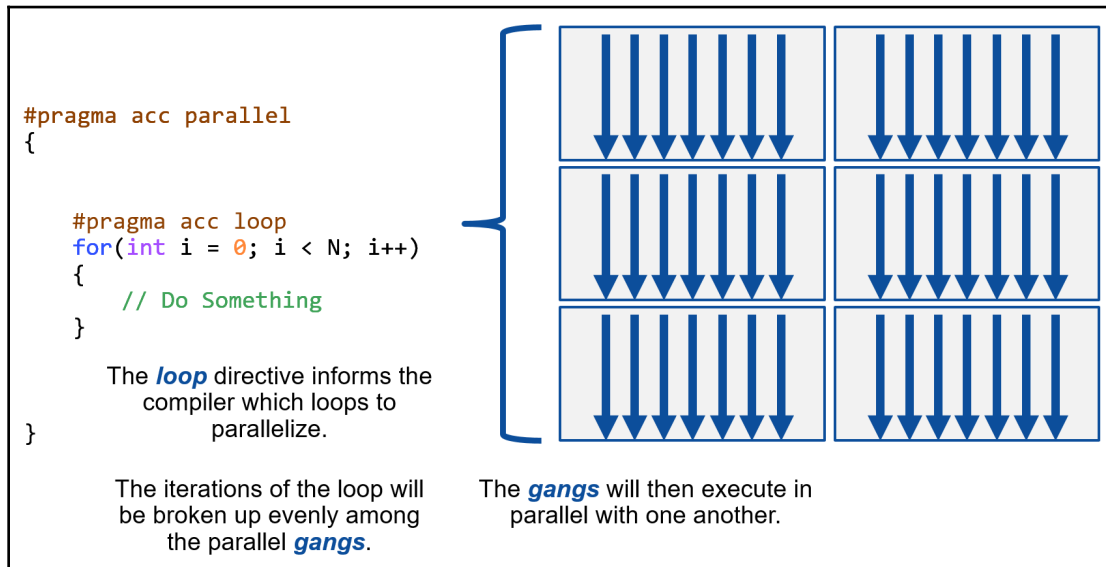 #pragma acc parallel
{
#pragma acc loop
for(int i = 0; i < N; i++)
{
// Do Something
}
The loop directive informs the
compiler which loops to
parallelize.
}
The iterations of the loop will
be broken up evenly among
the parallel gangs.
The gangs will then execute in
parallel with one another.